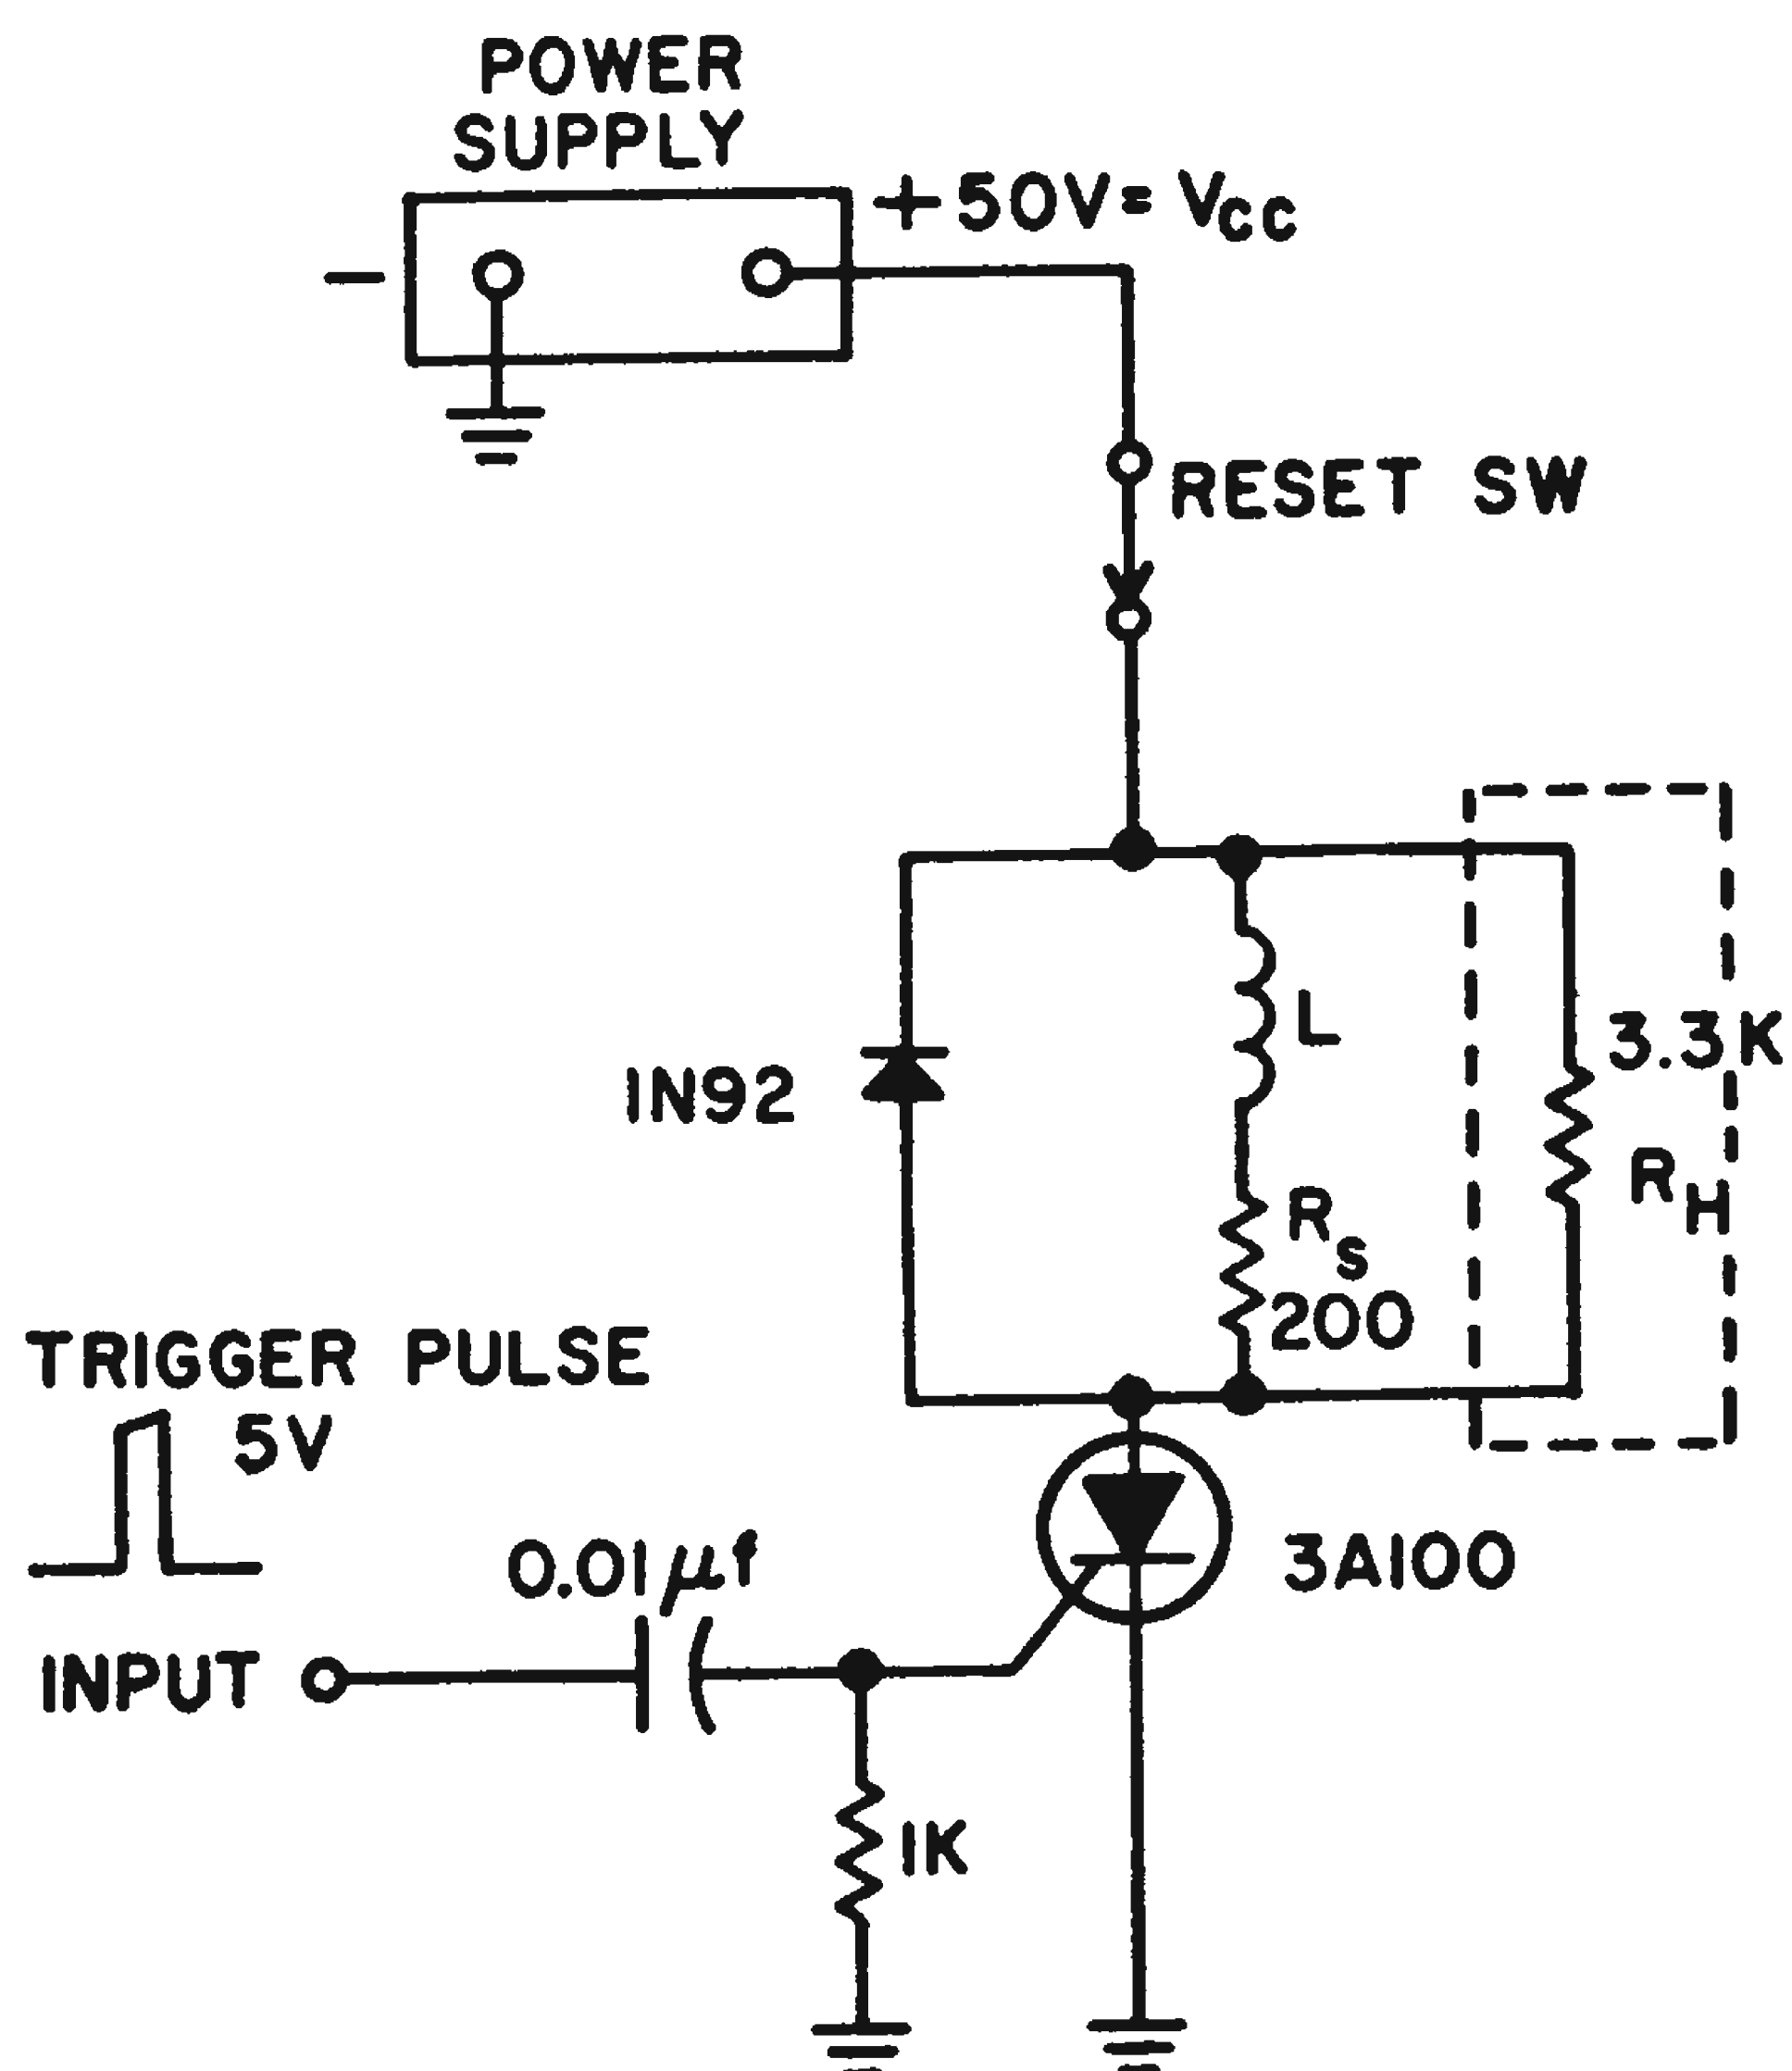 POWER
SUPPLY
+50V=VCC
−
RESET SW
L
3.3K
IN92
RH
RS
200
TRIGGER PULSE
5V
0.01µf
3A100
INPUT
1K